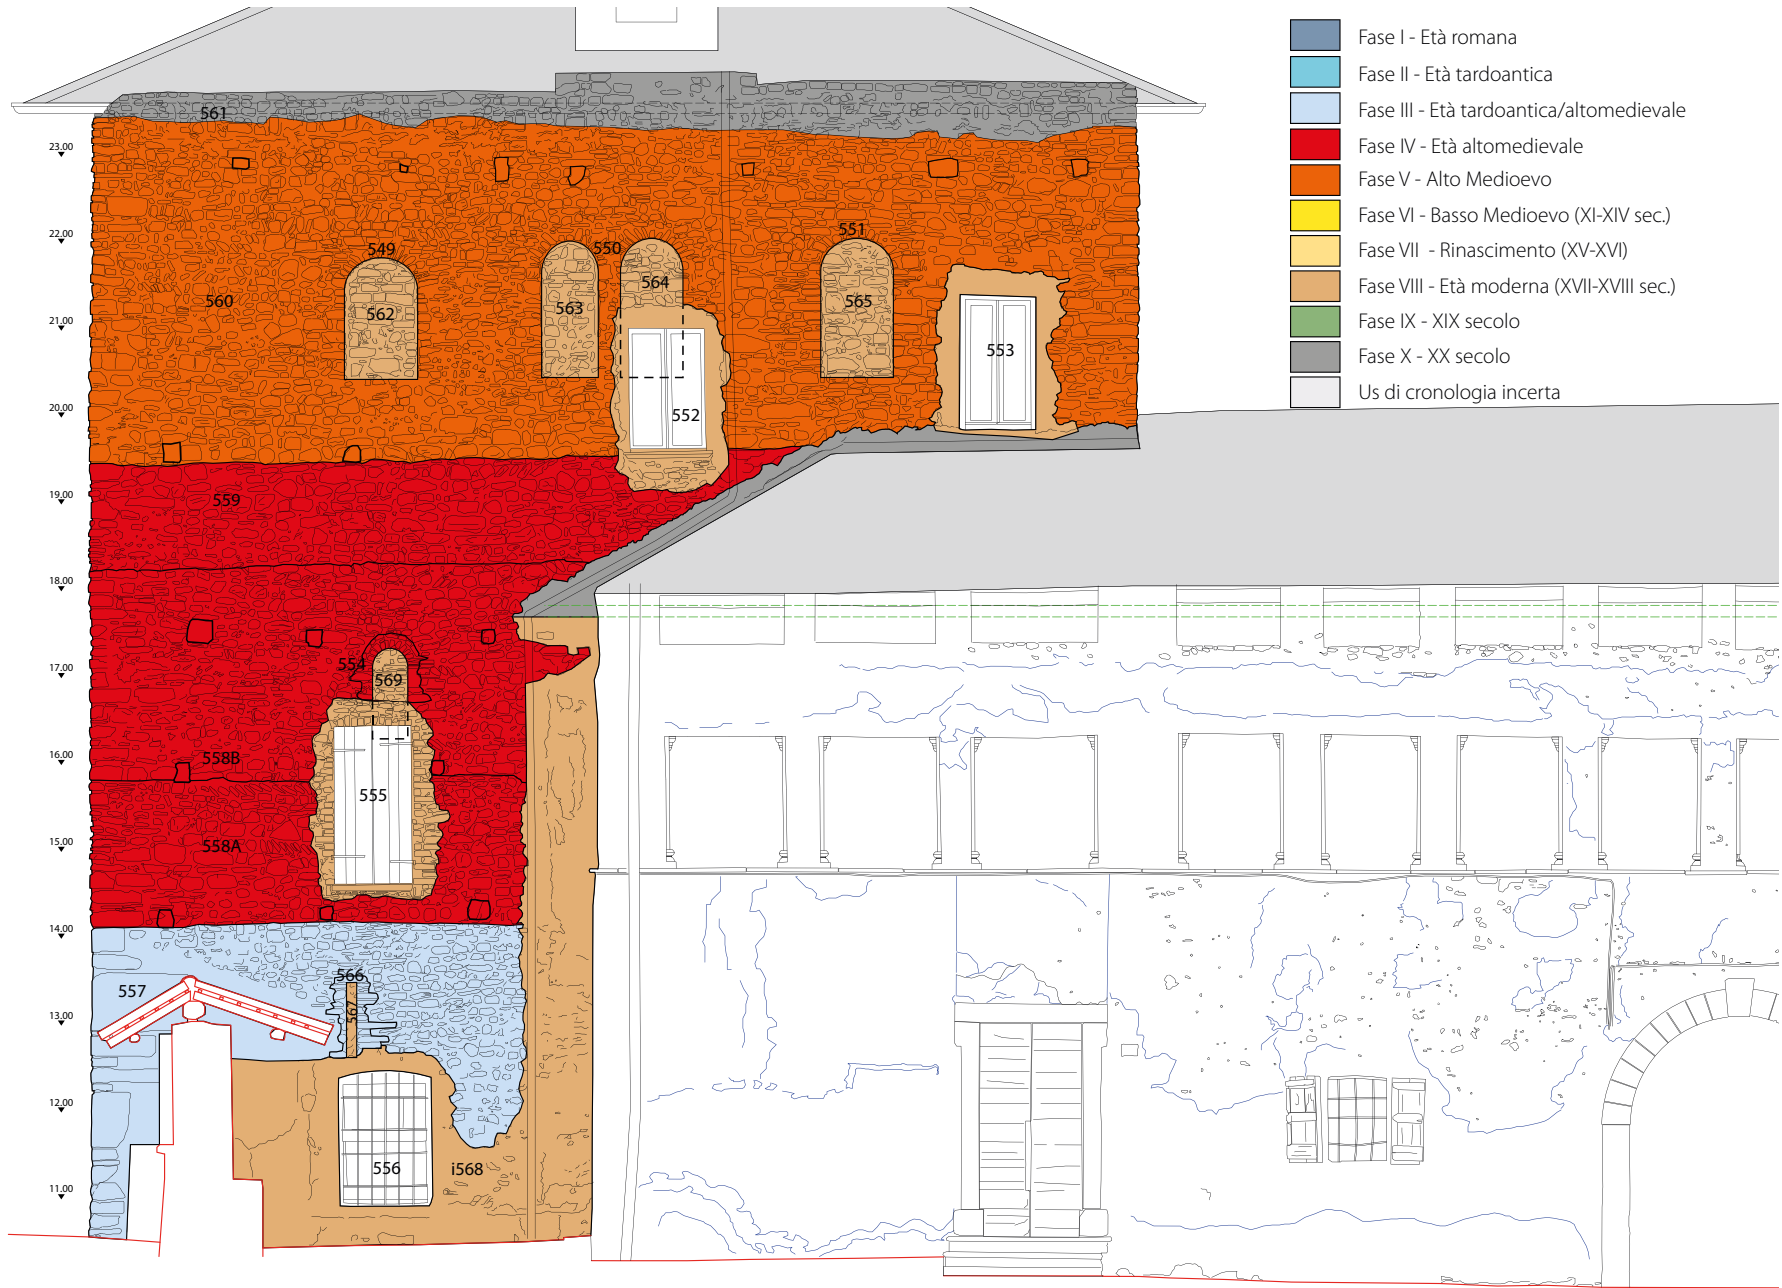 Fase I - Età romana
Fase II - Età tardoantica
Fase III - Età tardoantica/altomedievale
Fase IV - Età altomedievale
Fase V - Alto Medioevo
Fase VI - Basso Medioevo (XI-XIV sec.)
Fase VII - Rinascimento (XV-XVI)
Fase VIII - Età moderna (XVII-XVIII sec.)
Fase IX - XIX secolo
Fase X - XX secolo
Us di cronologia incerta
561
23.00
22.00
549
550
551
560
562
563
564
565
21.00
553
20.00
552
19.00
559
18.00
17.00
554
569
16.00
558B
555
15.00
558A
14.00
566
557
567
13.00
12.00
556
i568
11.00